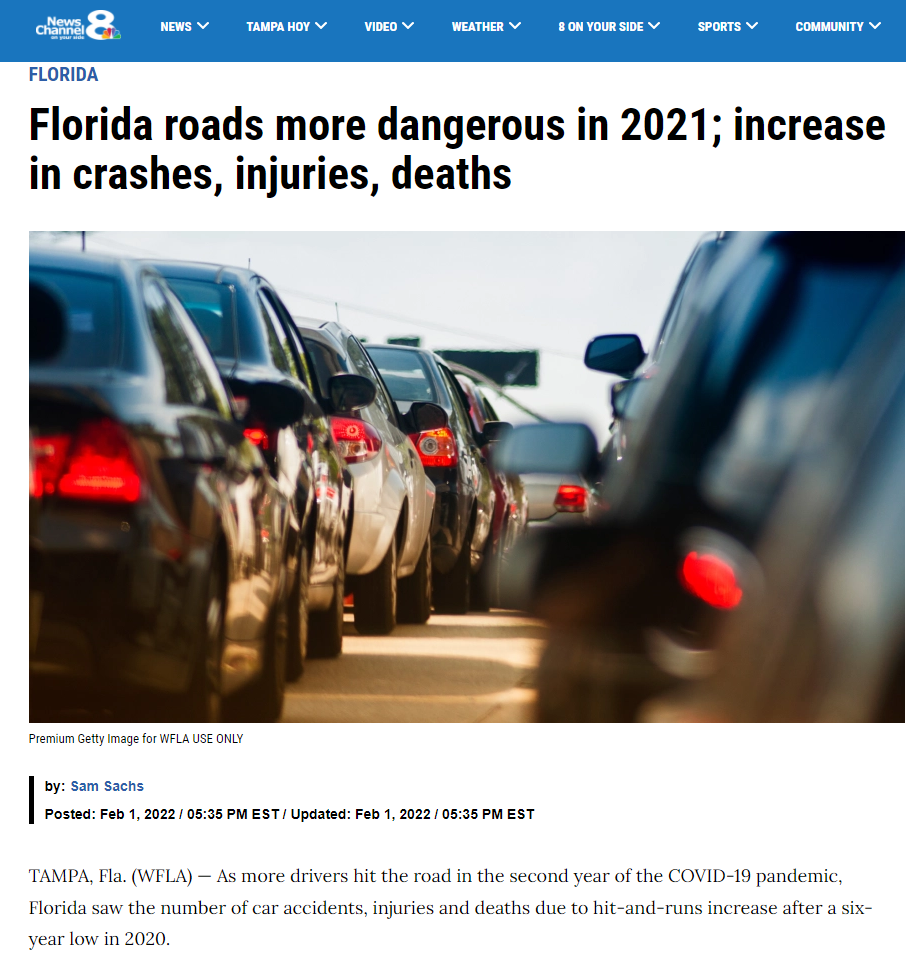 News
Channel 8
on your side
NEWS
TAMPA HOY
VIDEO
WEATHER
8 ON YOUR SIDE
SPORTS
COMMUNITY
FLORIDA
Florida roads more dangerous in 2021; increase
in crashes, injuries, deaths
Premium Getty Image for WFLA USE ONLY
by: Sam Sachs
Posted: Feb 1, 2022 / 05:35 PM EST / Updated: Feb 1, 2022 / 05:35 PM EST
TAMPA, Fla. (WFLA) — As more drivers hit the road in the second year of the COVID-19 pandemic,
Florida saw the number of car accidents, injuries and deaths due to hit-and-runs increase after a six-
year low in 2020.